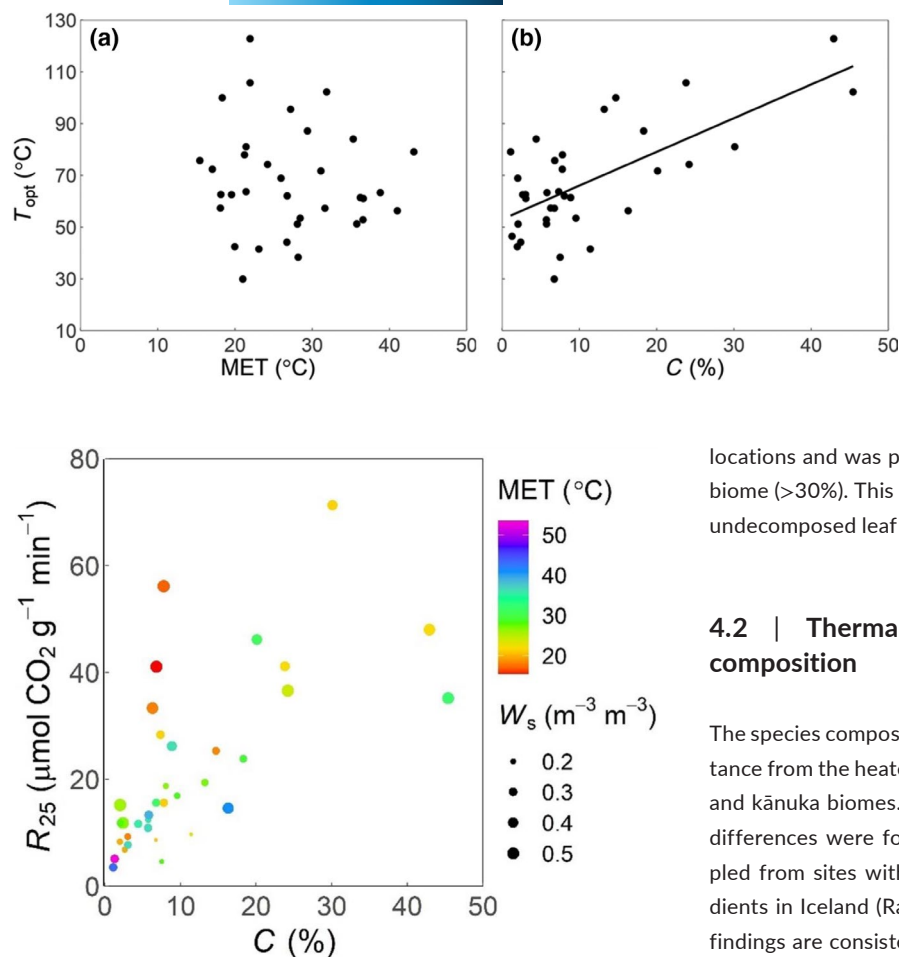 (a)
(b)
130
110
90
70
50
30
10
Topt (°C)
0
10
20
30
40
50
MET (°C)
0
10
20
30
40
50
C (%)
80
60
40
20
0
R25 (μmol CO2 g−1 min−1)
0
10
20
30
40
50
C (%)
MET (°C)
50
40
30
20
Ws (m−3 m−3)
0.2
0.3
0.4
0.5
locations and was p
biome (>30%). This
undecomposed leaf
4.2 | Therma
composition
The species compos
tance from the heate
and kānuka biomes.
differences were fo
pled from sites with
dients in Iceland (Ra
findings are consiste